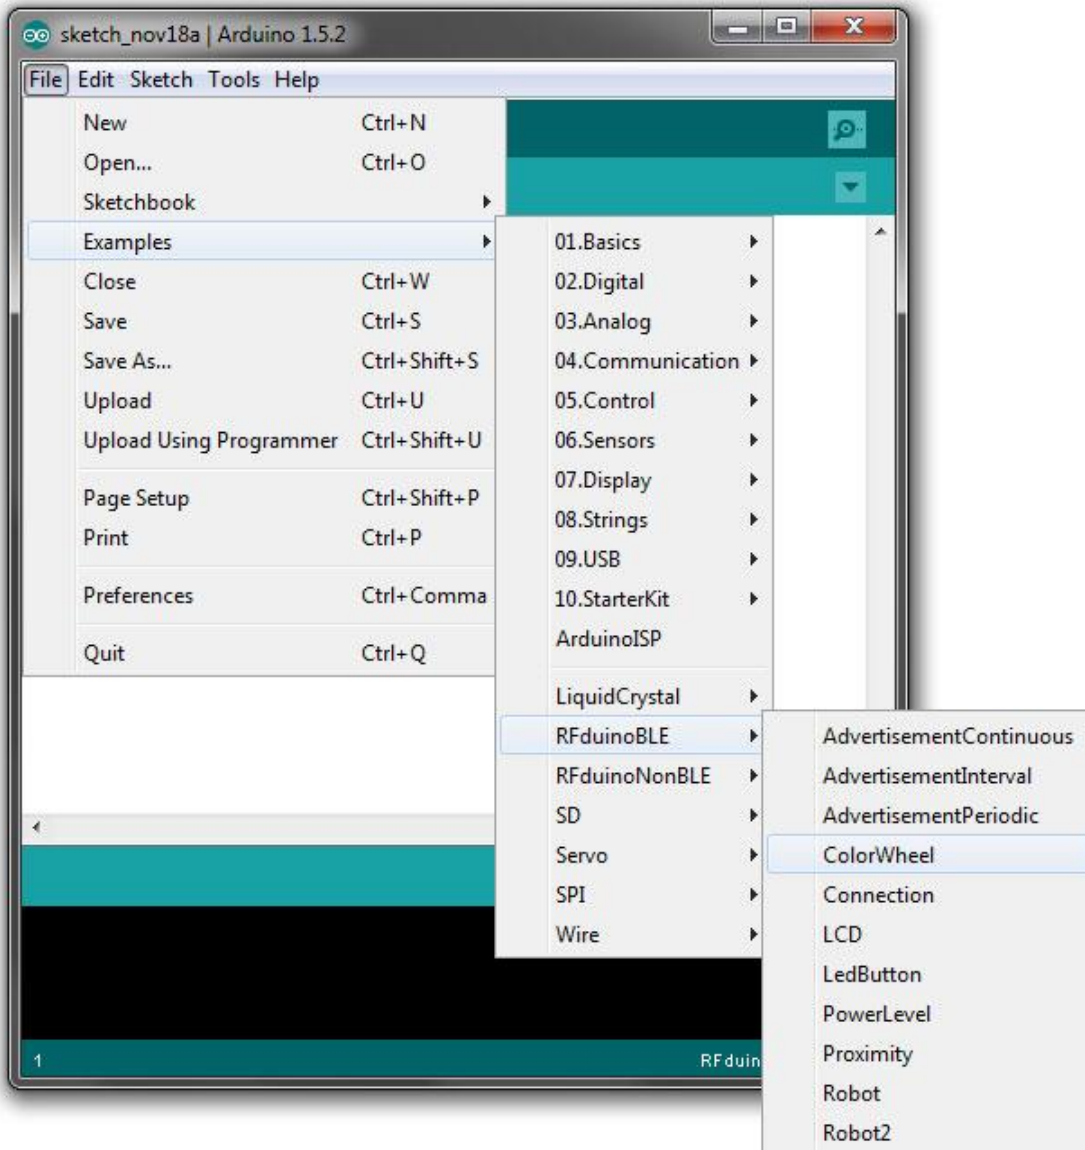 sketch_nov18a | Arduino 1.5.2
File Edit Sketch Tools Help
New Ctrl+N
Open... Ctrl+O
Sketchbook
Examples
Close Ctrl+W
Save Ctrl+S
Save As... Ctrl+Shift+S
Upload Ctrl+U
Upload Using Programmer Ctrl+Shift+U
Page Setup Ctrl+Shift+P
Print Ctrl+P
Preferences Ctrl+Comma
Quit Ctrl+Q
01.Basics
02.Digital
03.Analog
04.Communication
05.Control
06.Sensors
07.Display
08.Strings
09.USB
10.StarterKit
ArduinoISP
LiquidCrystal
RFduinoBLE
RFduinoNonBLE
SD
Servo
SPI
Wire
AdvertisementContinuous
AdvertisementInterval
AdvertisementPeriodic
ColorWheel
Connection
LCD
LedButton
PowerLevel
Proximity
Robot
Robot2
1 RFduin